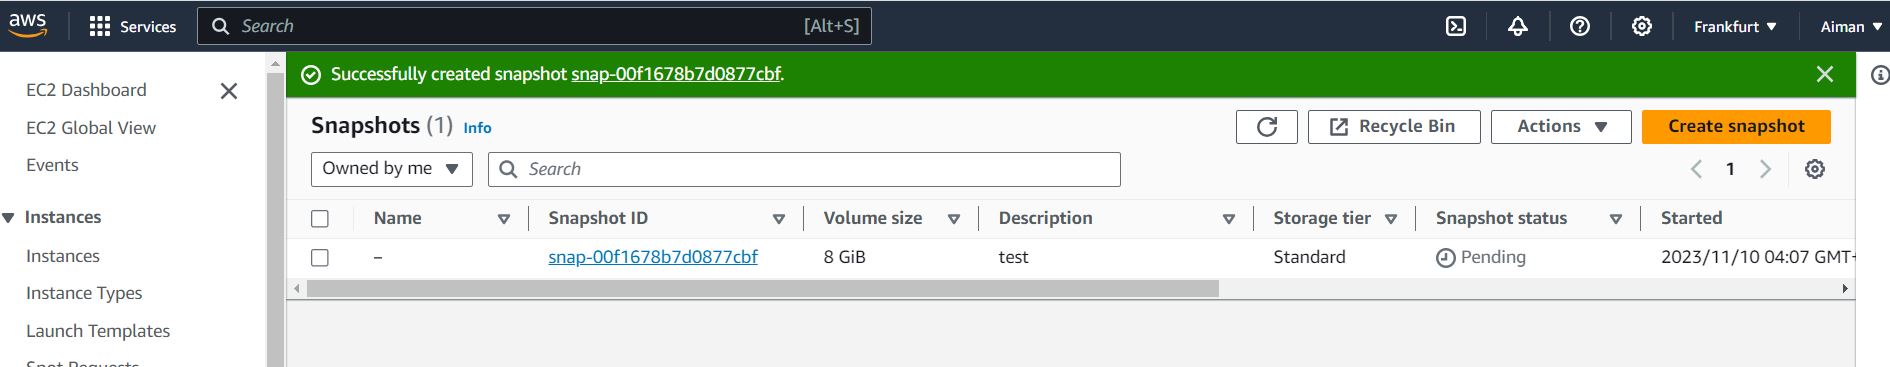 aws
Services
Search
[Alt+S]
Frankfurt
Aiman
EC2 Dashboard
EC2 Global View
Events
Instances
Instances
Instance Types
Launch Templates
Spot Requests
Successfully created snapshot snap-00f1678b7d0877cbf.
Snapshots (1) Info
Recycle Bin
Actions
Create snapshot
Owned by me
Search
1
Name
Snapshot ID
Volume size
Description
Storage tier
Snapshot status
Started
–
snap-00f1678b7d0877cbf
8 GiB
test
Standard
Pending
2023/11/10 04:07 GMT+